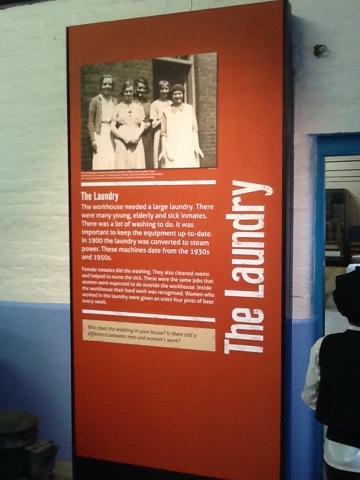 The Laundry
The workhouse needed a large laundry. There
were many young, elderly and sick inmates.
There was a lot of washing to do. It was
important to keep the equipment up-to-date.
In 1900 the laundry was converted to steam
power. These machines date from the 1930s
and 1950s.
Female inmates did the washing. They also cleaned rooms
and helped to nurse the sick. These were the same jobs that
women were expected to do outside the workhouse. Inside
the workhouse their hard work was recognised. Women who
worked in the laundry were given an extra four pints of beer
every week.
Who does the washing in your house? Is there still a
difference between men and women's work?
The Laundry